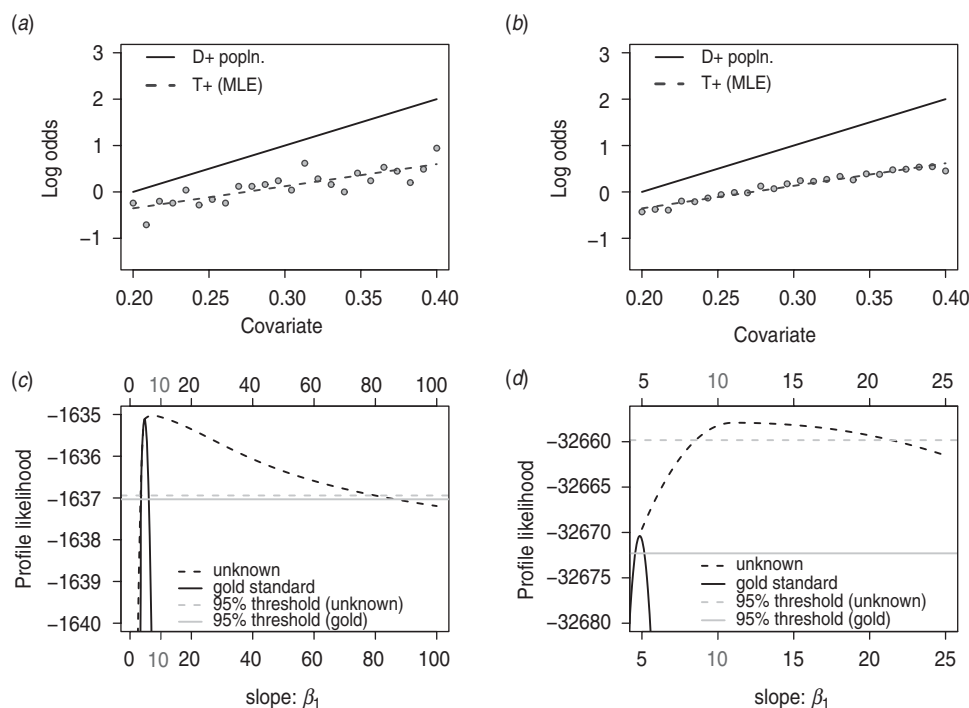 (a)
3
2
1
0
−1
Log odds
D+ popln.
T+ (MLE)
0.20 0.25 0.30 0.35 0.40
Covariate
(b)
3
2
1
0
−1
Log odds
D+ popln.
T+ (MLE)
0.20 0.25 0.30 0.35 0.40
Covariate
(c)
0 10 20 40 60 80 100
−1635
−1636
−1637
−1638
−1639
−1640
Profile likelihood
unknown
gold standard
95% threshold (unknown)
95% threshold (gold)
0 10 20 40 60 80 100
slope: β1
(d)
5 10 15 20 25
−32660
−32665
−32670
−32675
−32680
Profile likelihood
unknown
gold standard
95% threshold (unknown)
95% threshold (gold)
5 10 15 20 25
slope: β1